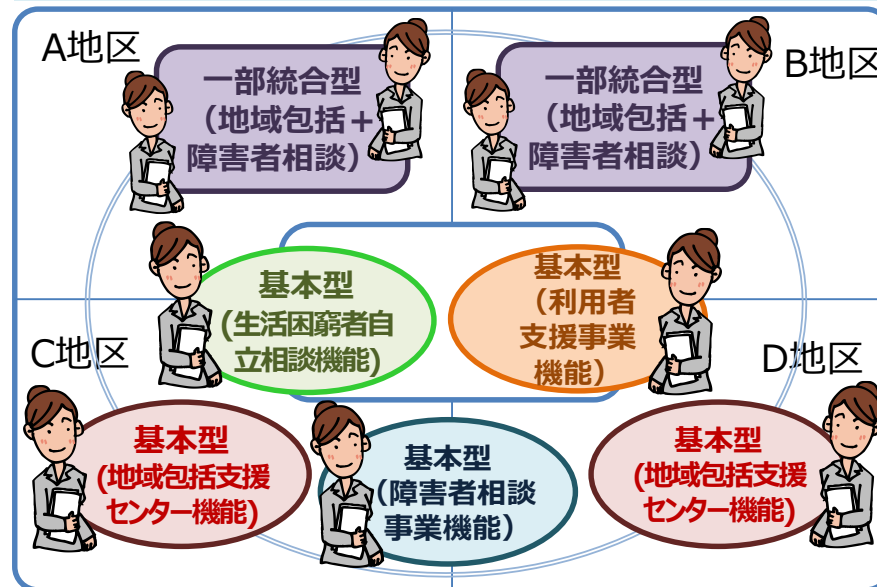 A地区
一部統合型
（地域包括＋
障害者相談）
一部統合型
（地域包括＋
障害者相談）
B地区
基本型
(生活困窮者自
立相談機能)
基本型
（利用者
支援事業
機能）
C地区
D地区
基本型
(地域包括支援
センター機能)
基本型
（障害者相談
事業機能）
基本型
(地域包括支援
センター機能)